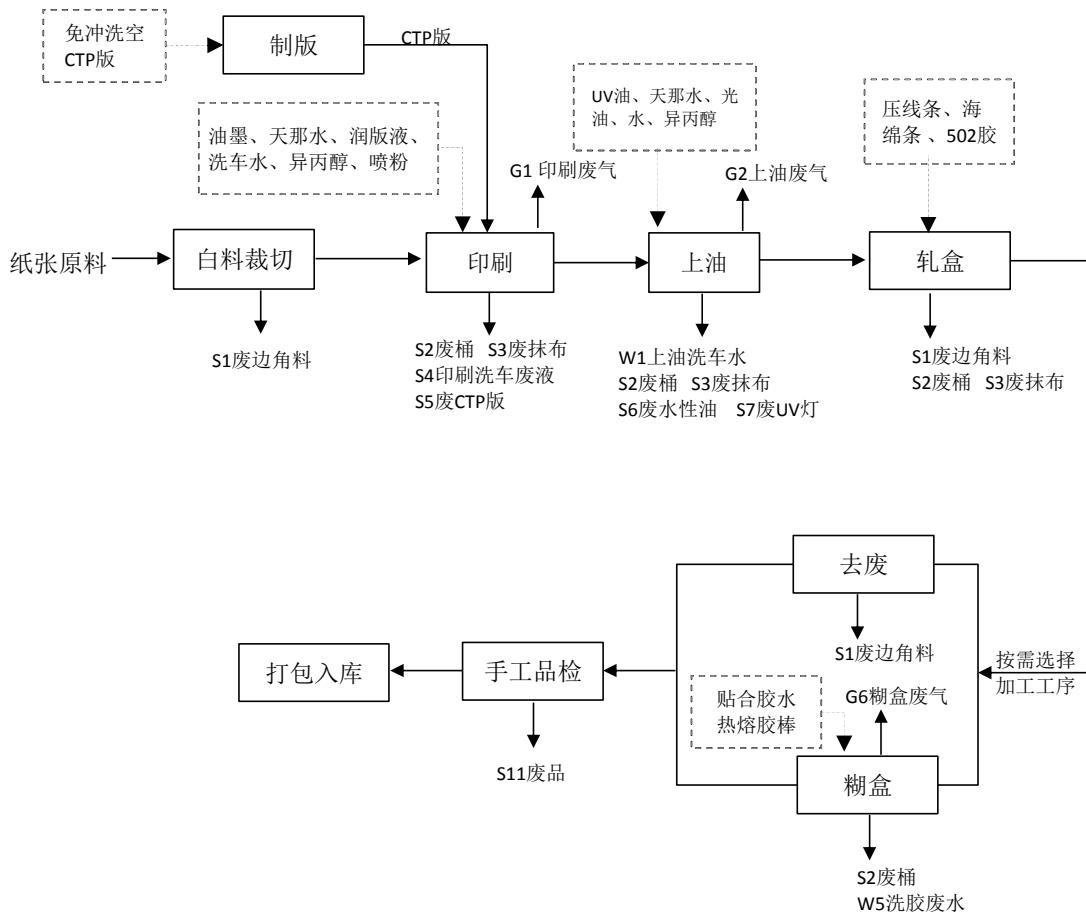 免冲洗空
CTP版
制版
CTP版
油墨、天那水、润版液、
洗车水、异丙醇、喷粉
UV油、天那水、光
油、水、异丙醇
压线条、海
绵条、502胶
G1 印刷废气
G2上油废气
纸张原料
白料裁切
印刷
上油
轧盒
S1废边角料
S2废桶 S3废抹布
S4印刷洗车废液
S5废CTP版
W1上油洗车水
S2废桶 S3废抹布
S6废水性油 S7废UV灯
S1废边角料
S2废桶 S3废抹布
去废
S1废边角料
按需选择
加工工序
打包入库
手工品检
S11废品
贴合胶水
热熔胶棒
G6糊盒废气
糊盒
S2废桶
W5洗胶废水